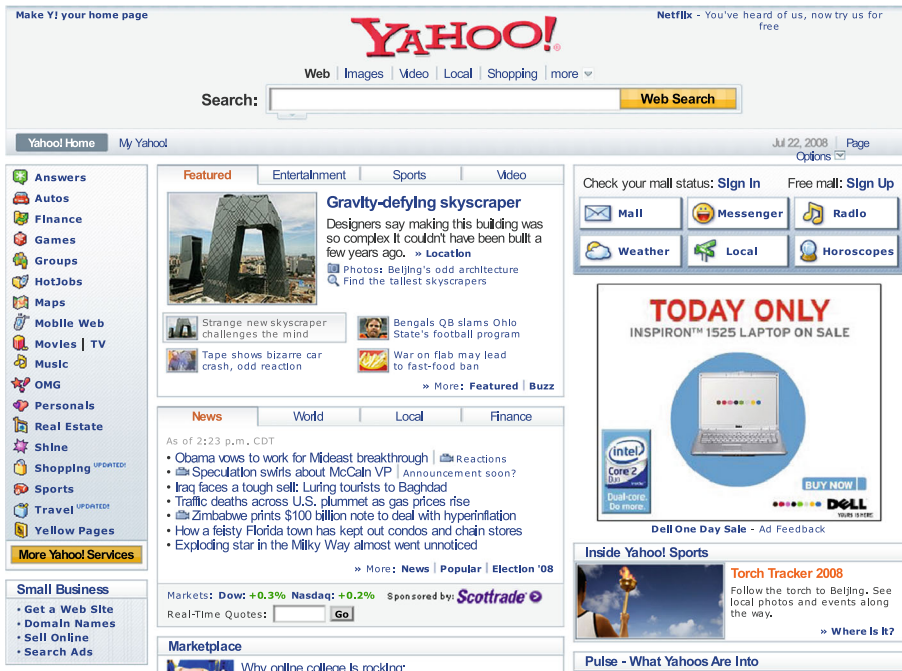 Make Y! your home page
YAHOO!
Netflix - You've heard of us, now try us for
free
Web | Images | Video | Local | Shopping | more
Search:
Web Search
Yahoo! Home
My Yahoo!
Jul 22, 2008 | Page
Options
Answers
Autos
Finance
Games
Groups
HotJobs
Maps
Mobile Web
Movies | TV
Music
OMG
Personals
Real Estate
Shine
Shopping UPDATED!
Sports
Travel UPDATED!
Yellow Pages
More Yahoo! Services
Small Business
• Get a Web Site
• Domain Names
• Sell Online
• Search Ads
Featured
Entertainment
Sports
Video
Gravity-defying skyscraper
Designers say making this building was
so complex it couldn't have been built a
few years ago. » Location
Photos: Beijing's odd architecture
Find the tallest skyscrapers
Strange new skyscraper
challenges the mind
Bengals QB slams Ohio
State's football program
Tape shows bizarre car
crash, odd reaction
War on flab may lead
to fast-food ban
» More: Featured | Buzz
News
World
Local
Finance
As of 2:23 p.m. CDT
• Obama vows to work for Mideast breakthrough | Reactions
• Speculation swirls about McCain VP | Announcement soon?
• Iraq faces a tough sell: Luring tourists to Baghdad
• Traffic deaths across U.S. plummet as gas prices rise
• Zimbabwe prints $100 billion note to deal with hyperinflation
• How a feisty Florida town has kept out condos and chain stores
• Exploding star in the Milky Way almost went unnoticed
» More: News | Popular | Election '08
Markets: Dow: +0.3% Nasdaq: +0.2% Sponsored by: Scottrade
Real-Time Quotes:
Go
Marketplace
Why online college is rocking:
Check your mail status: Sign In
Free mail: Sign Up
Mail
Messenger
Radio
Weather
Local
Horoscopes
TODAY ONLY
INSPIRON™ 1525 LAPTOP ON SALE
intel
Core 2
Duo
Dual-core.
Do more.
BUY NOW
DELL
YOURS IS HERE
Dell One Day Sale - Ad Feedback
Inside Yahoo! Sports
Torch Tracker 2008
Follow the torch to Beijing. See
local photos and events along
the way.
» Where is it?
Pulse - What Yahoos Are Into